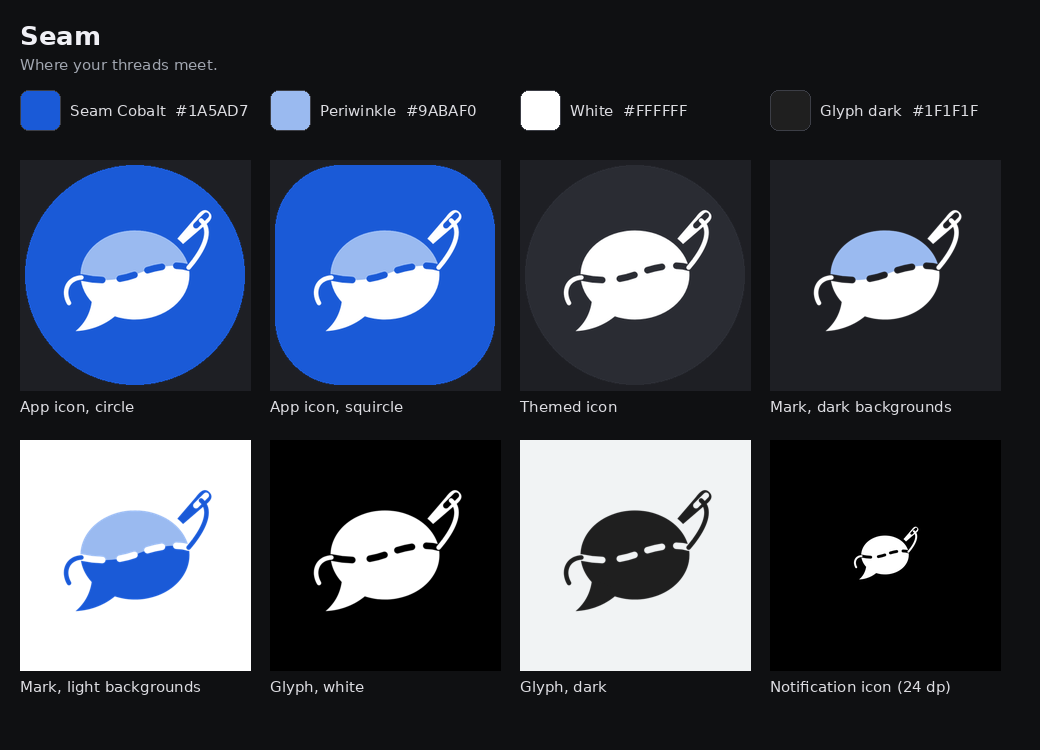 Seam
Where your threads meet.
Seam Cobalt #1A5AD7
Periwinkle #9ABAF0
White #FFFFFF
Glyph dark #1F1F1F
App icon, circle
App icon, squircle
Themed icon
Mark, dark backgrounds
Mark, light backgrounds
Glyph, white
Glyph, dark
Notification icon (24 dp)